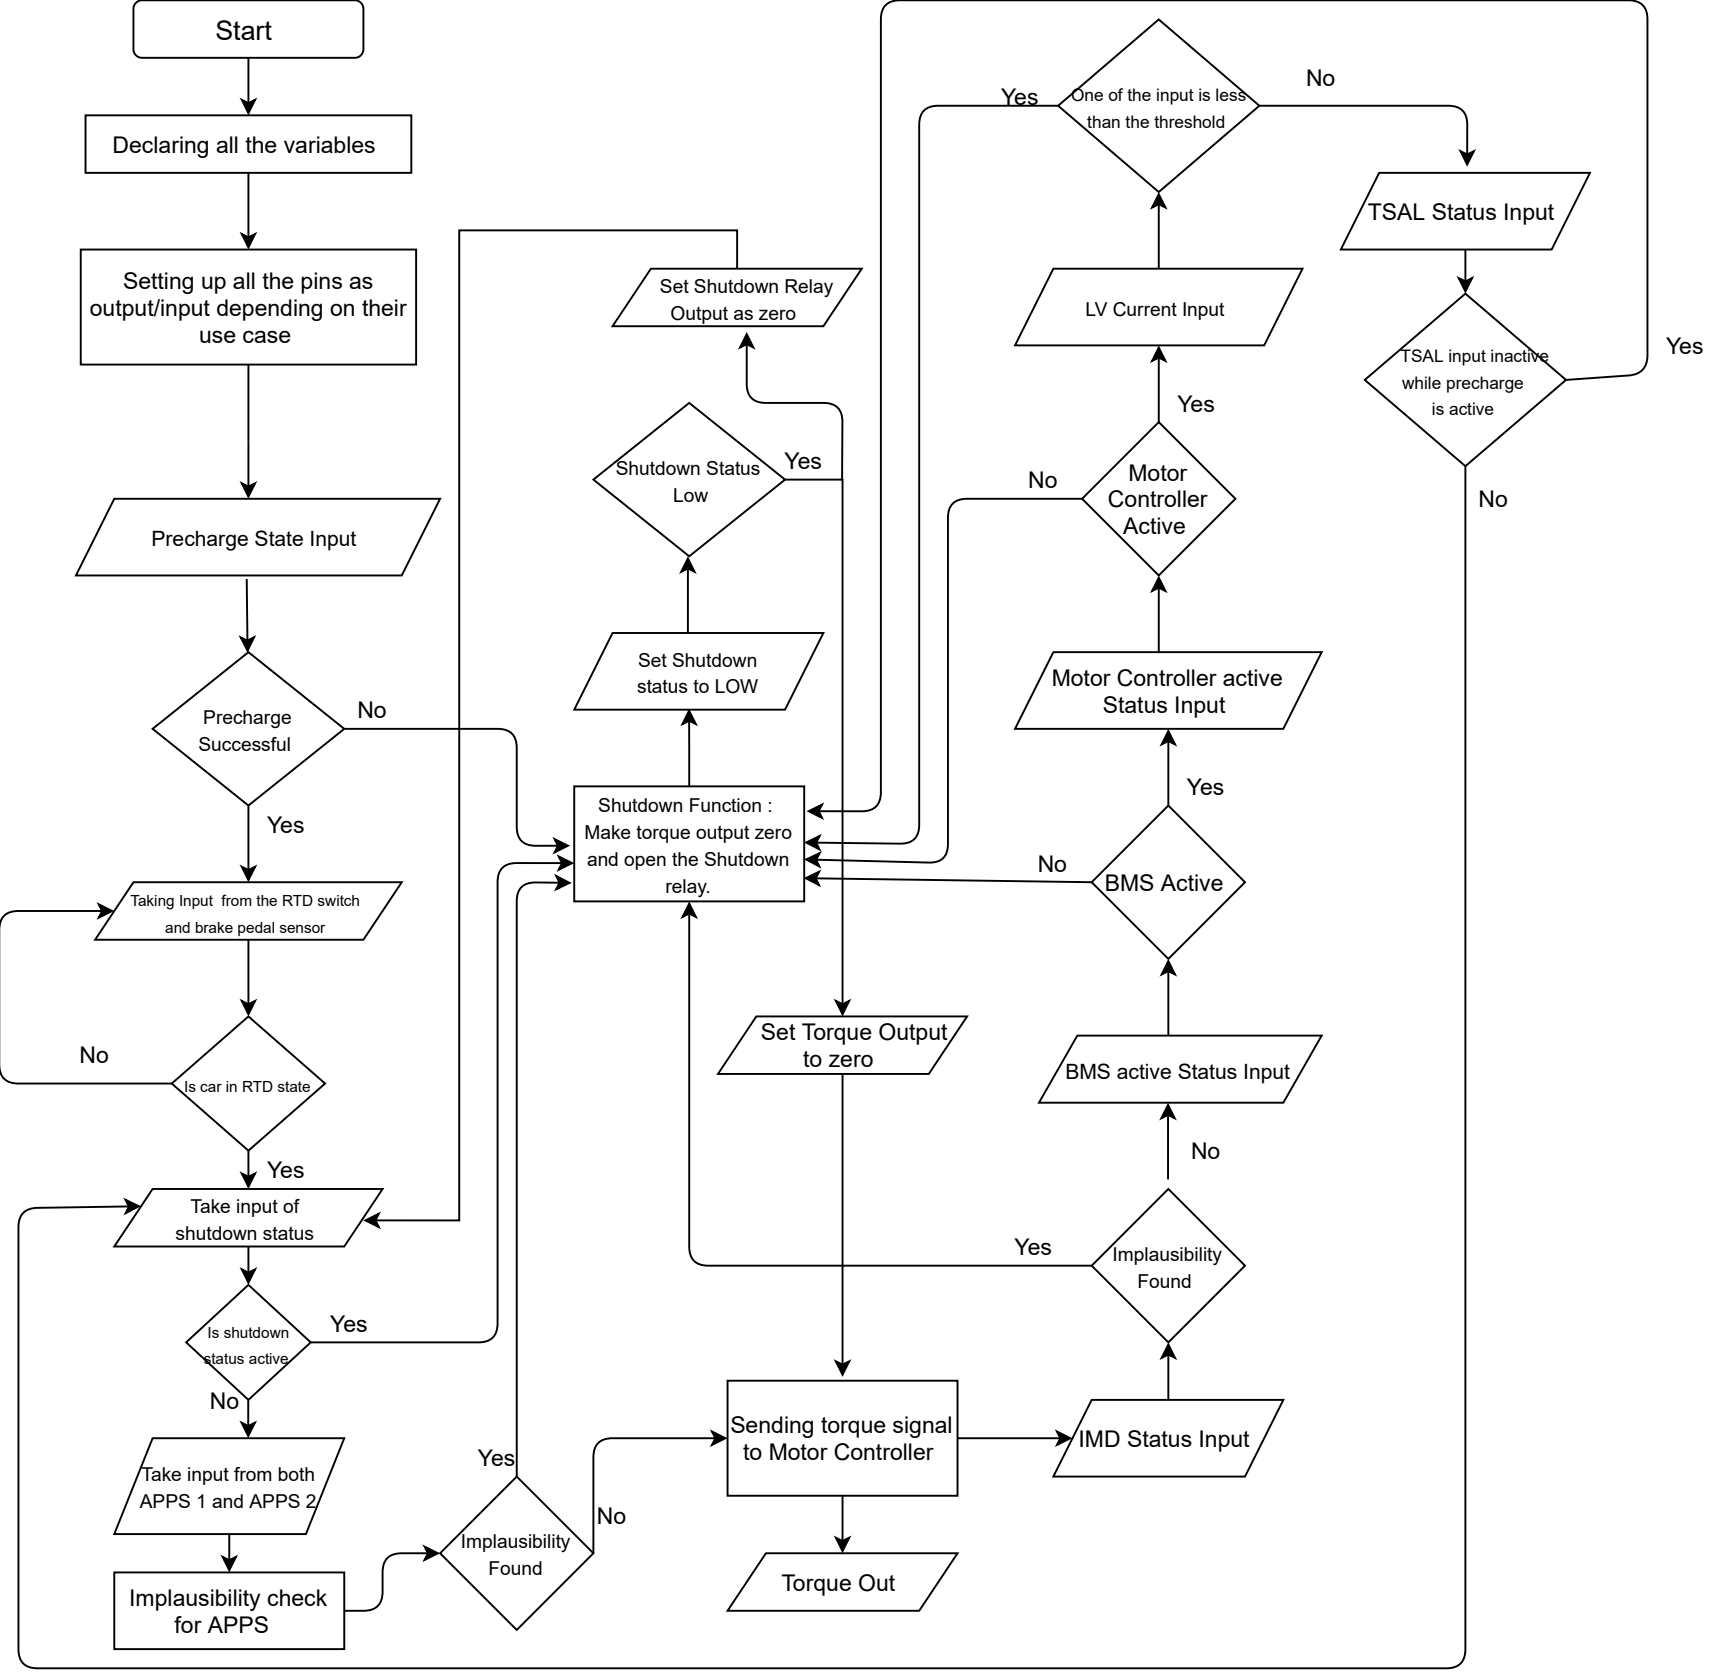 Start
Declaring all the variables
Setting up all the pins as
output/input depending on their
use case
Precharge State Input
Precharge
Successful
No
Yes
Taking Input  from the RTD switch
and brake pedal sensor
No
Is car in RTD state
Yes
Take input of
shutdown status
Is shutdown
status active
Yes
No
Take input from both
APPS 1 and APPS 2
Implausibility check
for APPS
Implausibility
Found
Yes
No
Set Shutdown Relay
Output as zero
Shutdown Status
Low
Yes
Set Shutdown
status to LOW
Shutdown Function :
Make torque output zero
and open the Shutdown
relay.
Set Torque Output
to zero
Sending torque signal
to Motor Controller
Torque Out
IMD Status Input
Implausibility
Found
Yes
No
BMS active Status Input
BMS Active
No
Yes
Motor Controller active
Status Input
Motor
Controller
Active
No
Yes
LV Current Input
One of the input is less
than the threshold
Yes
No
TSAL Status Input
TSAL input inactive
while precharge
is active
Yes
No